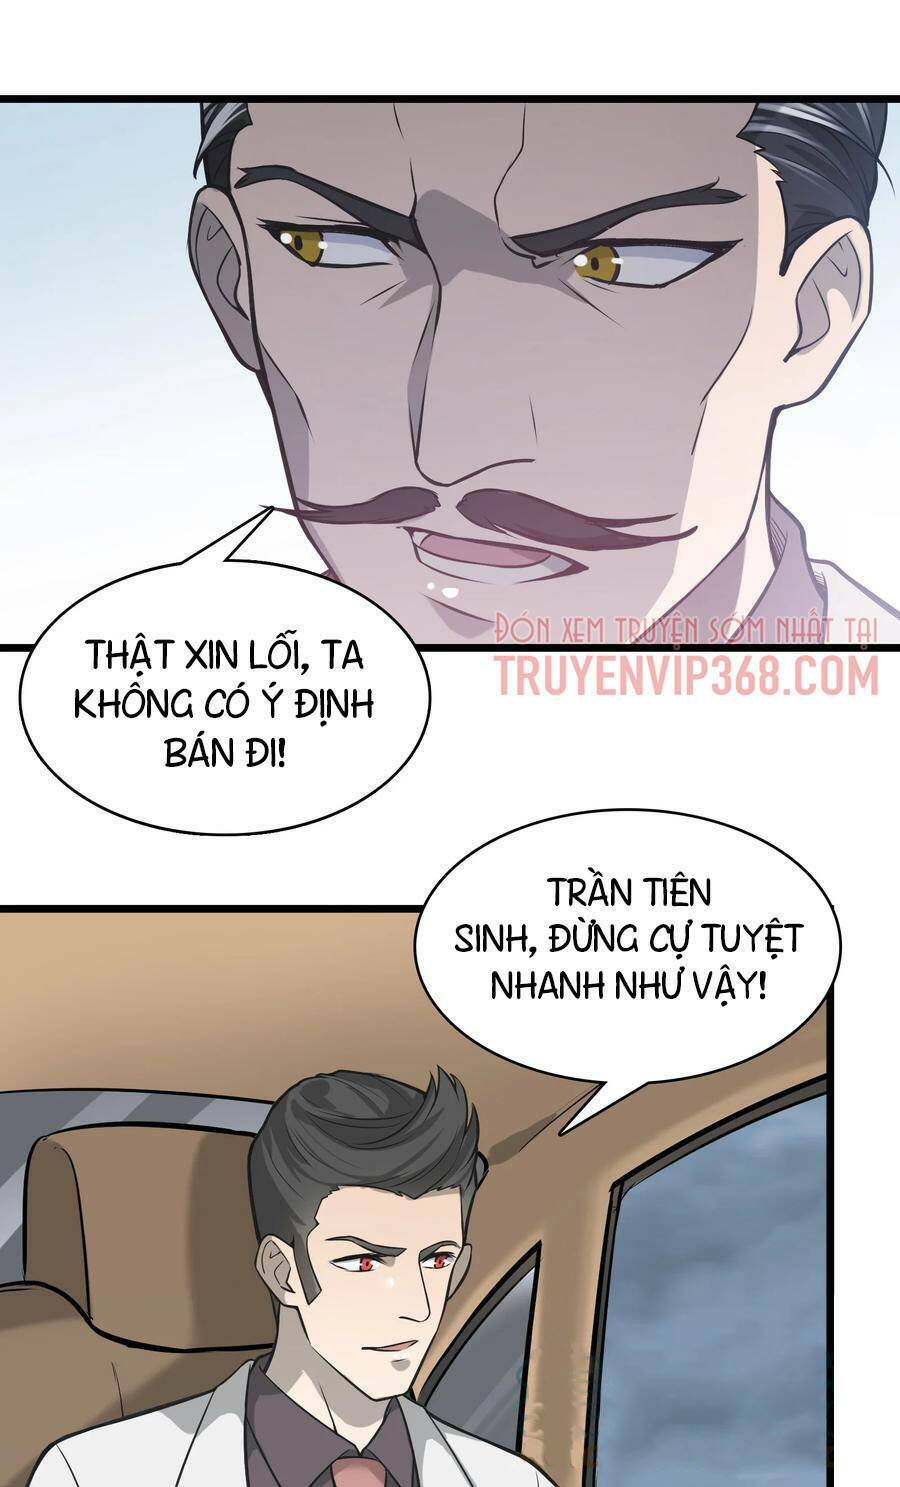 ĐÓN XEM TRUYỆN SỚM NHẤT TẠI
TRUYENVIP368.COM
THẬT XIN LỖI, TA
KHÔNG CÓ Ý ĐỊNH
BÁN ĐI!
TRẦN TIÊN
SINH, ĐỪNG CỰ TUYỆT
NHANH NHƯ VẬY!